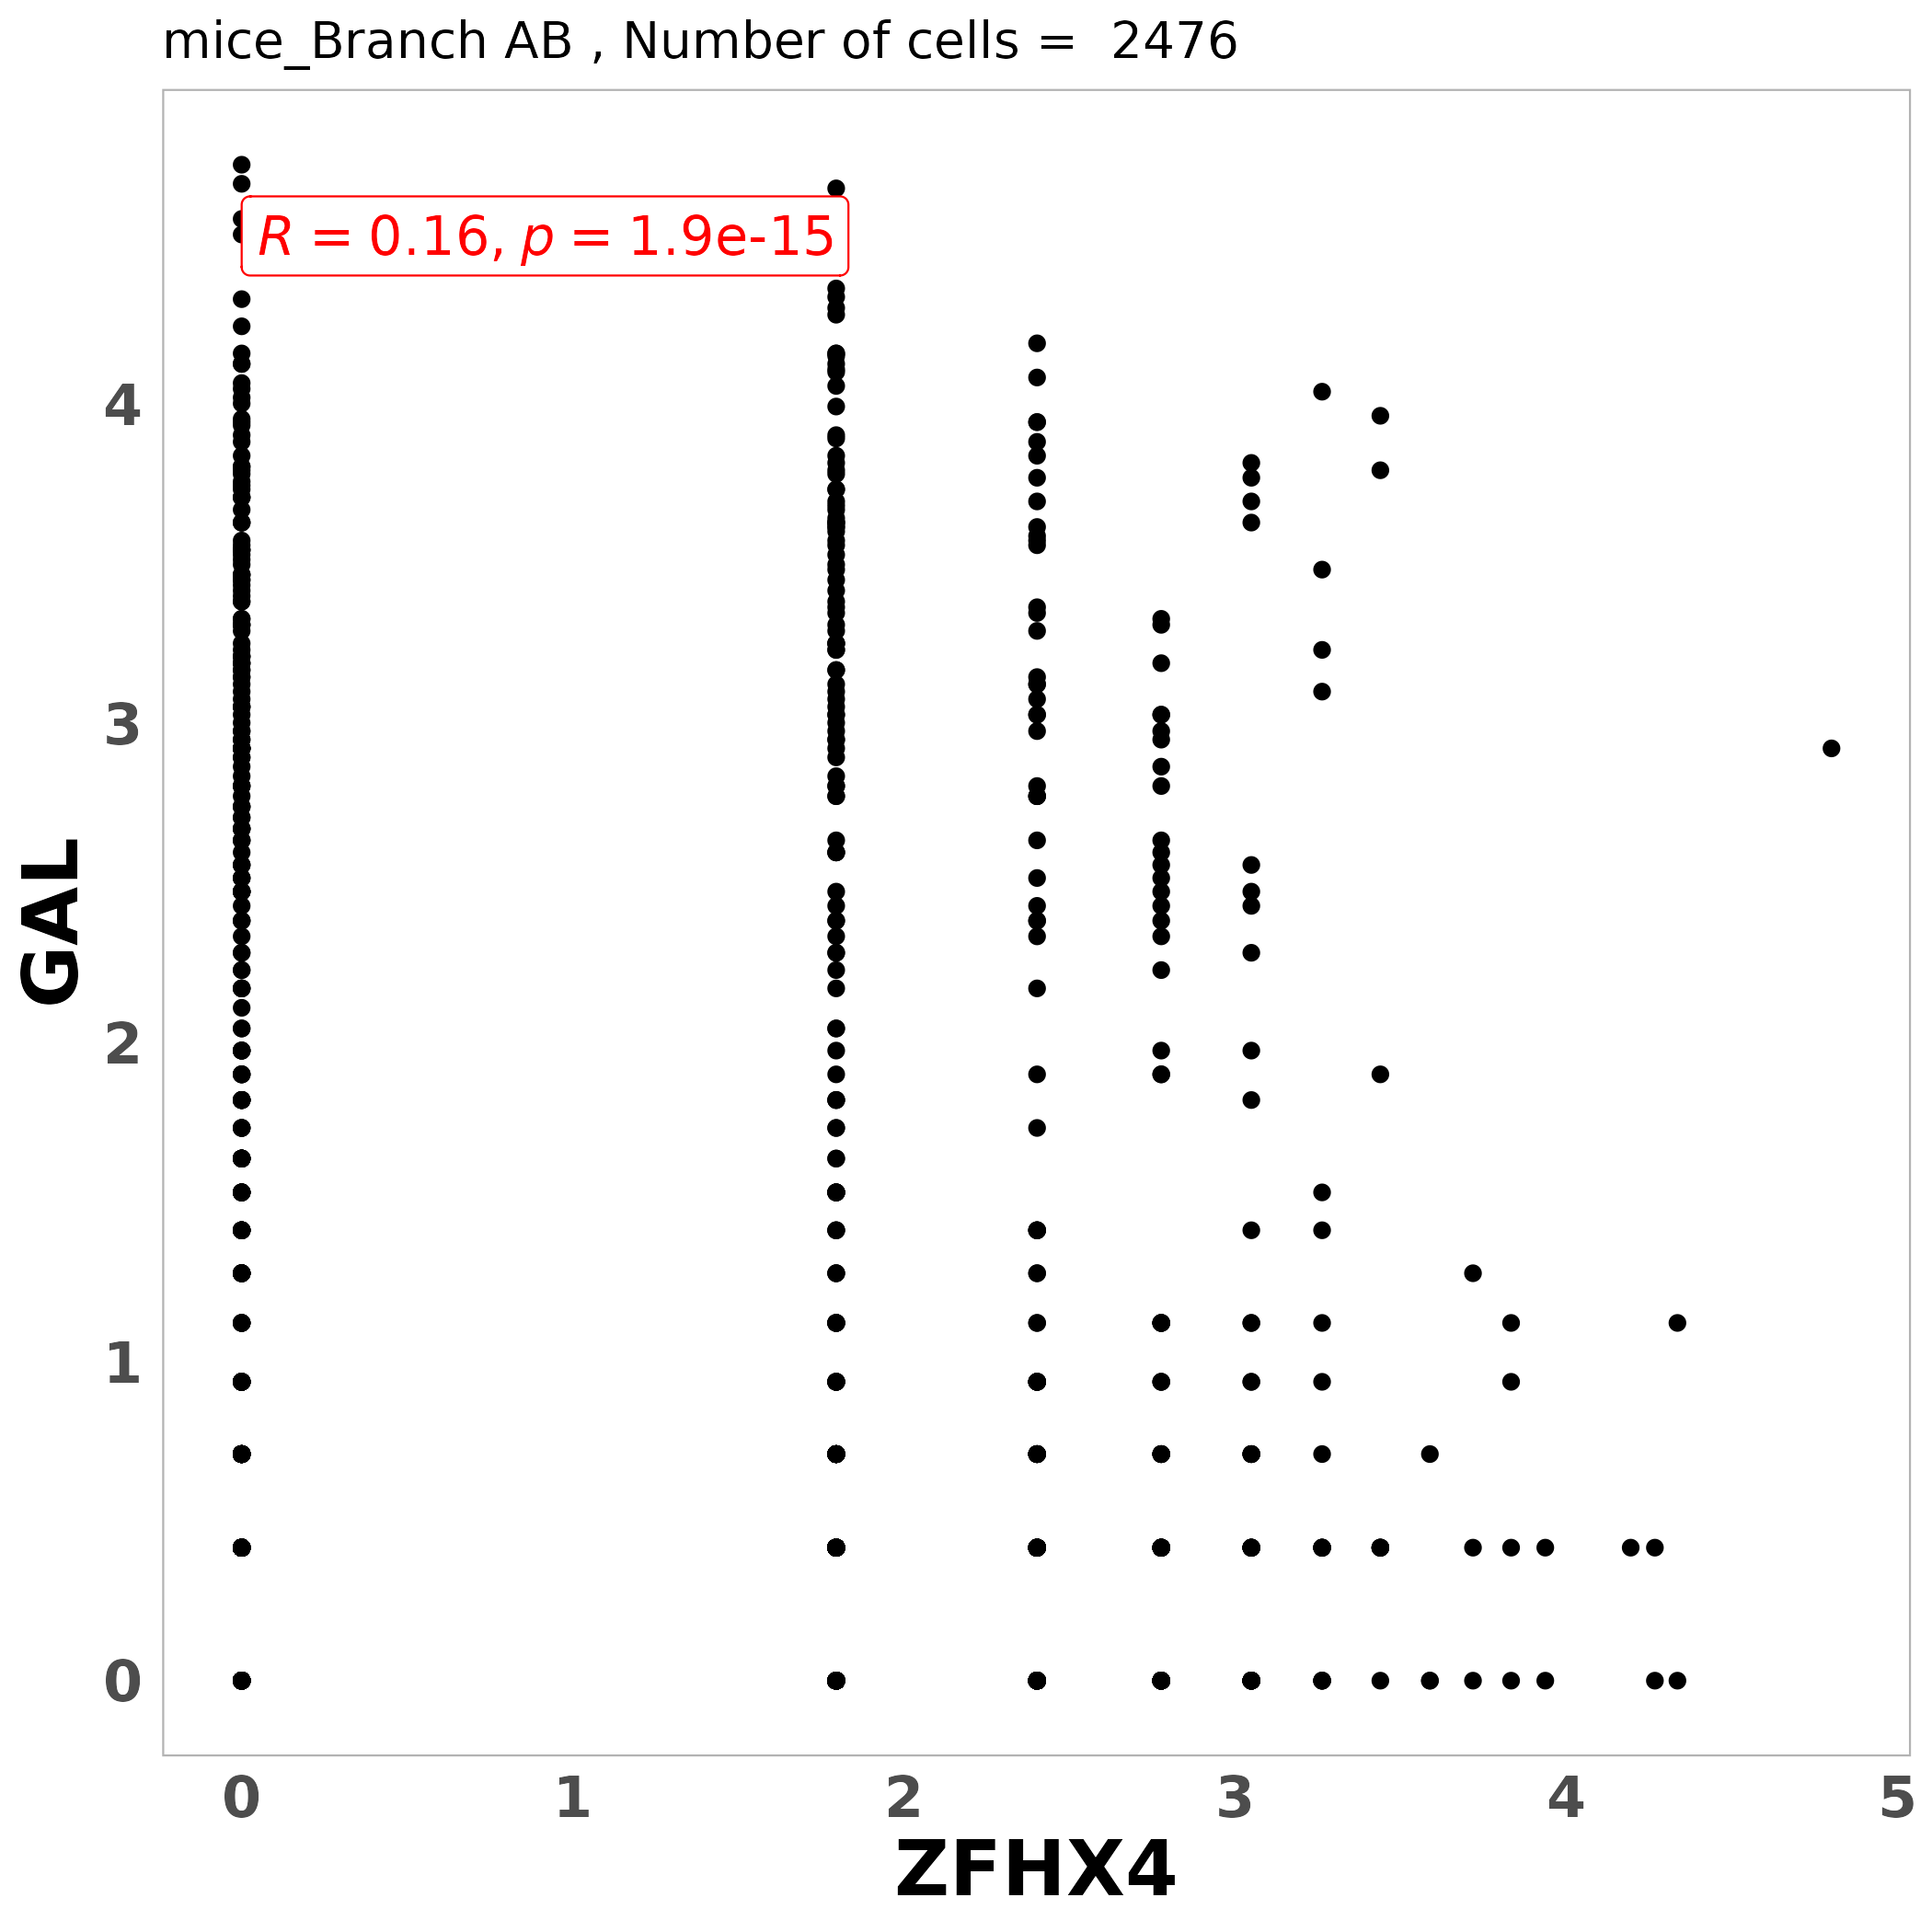 mice_Branch AB , Number of cells =  2476
R = 0.16, p = 1.9e-15
4
3
2
1
0
GAL
0 1 2 3 4 5
ZFHX4